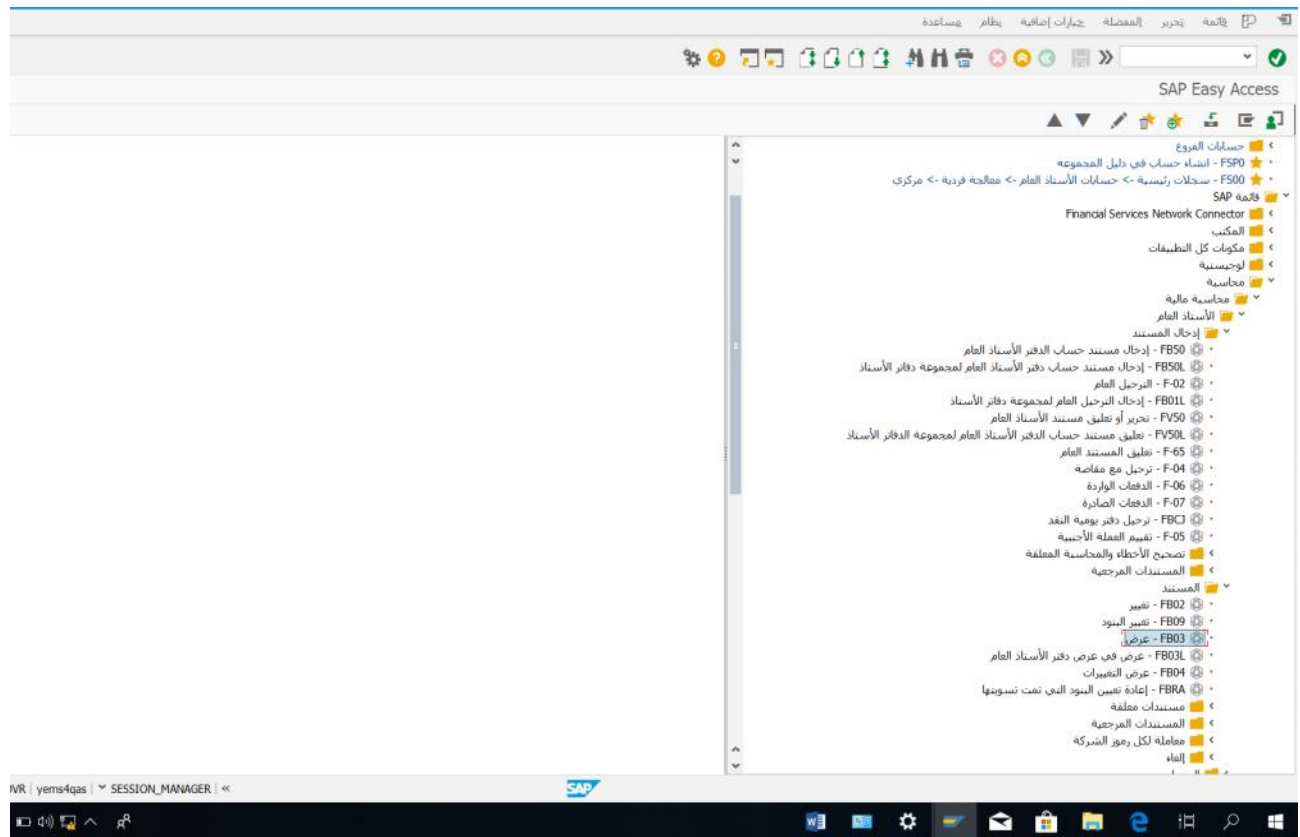 قائمة تحرير المفضلة خيارات إضافية نظام مساعدة
SAP Easy Access
حسابات الفروع
FSP0 - انشاء حساب في دليل المجموعه
FS00 - سجلات رئيسية -> حسابات الأستاذ العام -> معالجة فردية -> مركزي
قائمة SAP
Financial Services Network Connector
المكتب
مكونات كل التطبيقات
لوجيستية
محاسبة
محاسبة مالية
الأستاذ العام
إدخال المستند
FB50 - إدخال مستند حساب الدفتر الأستاذ العام
FB50L - إدخال مستند حساب دفتر الأستاذ العام لمجموعة دفاتر الأستاذ
F-02 - الترحيل العام
FB01L - إدخال الترحيل العام لمجموعة دفاتر الأستاذ
FV50 - تحرير أو تعليق مستند الأستاذ العام
FV50L - تعليق مستند حساب الدفتر الأستاذ العام لمجموعة الدفاتر الأستاذ
F-65 - تعليق المستند العام
F-04 - ترحيل مع مقاصة
F-06 - الدفعات الواردة
F-07 - الدفعات الصادرة
FBCJ - ترحيل دفتر يومية النقد
F-05 - تقييم العملة الأجنبية
تصحيح الأخطاء والمحاسبة المعلقة
المستندات المرجعية
المستند
FB02 - تغيير
FB09 - تغيير البنود
FB03 - عرض
FB03L - عرض في عرض دفتر الأستاذ العام
FB04 - عرض التغييرات
FBRA - إعادة تعيين البنود التي تمت تسويتها
مستندات معلقة
المستندات المرجعية
معاملة لكل رموز الشركة
إلغاء
SAP
SESSION_MANAGER | yems4qas | OVR